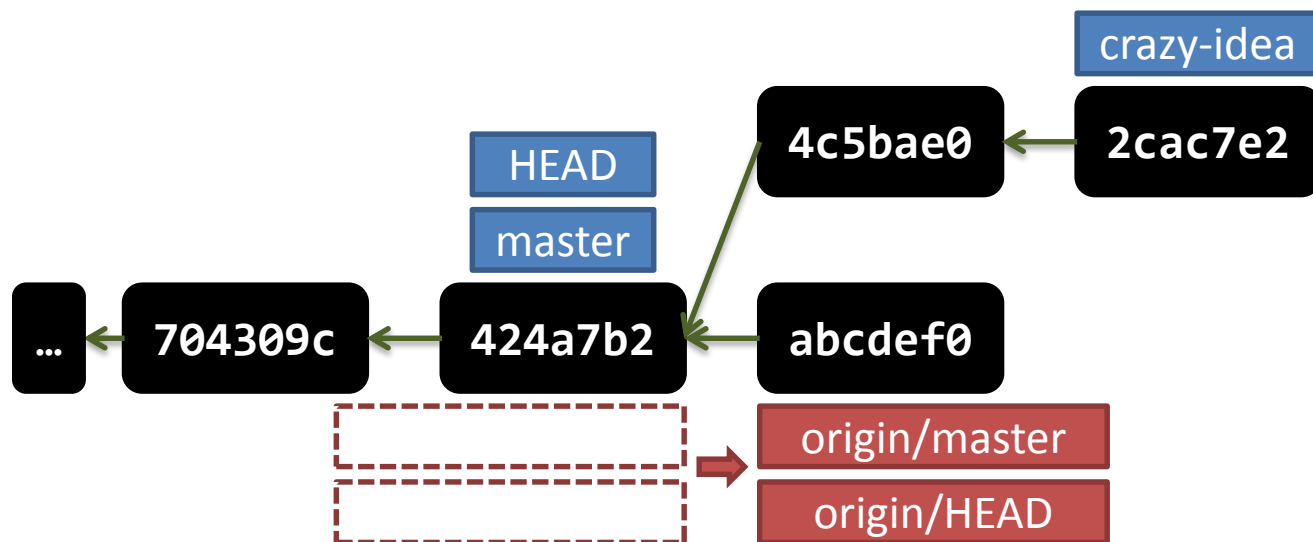 crazy-idea
4c5bae0 2cac7e2
HEAD
master
… 704309c 424a7b2 abcdef0
origin/master
origin/HEAD